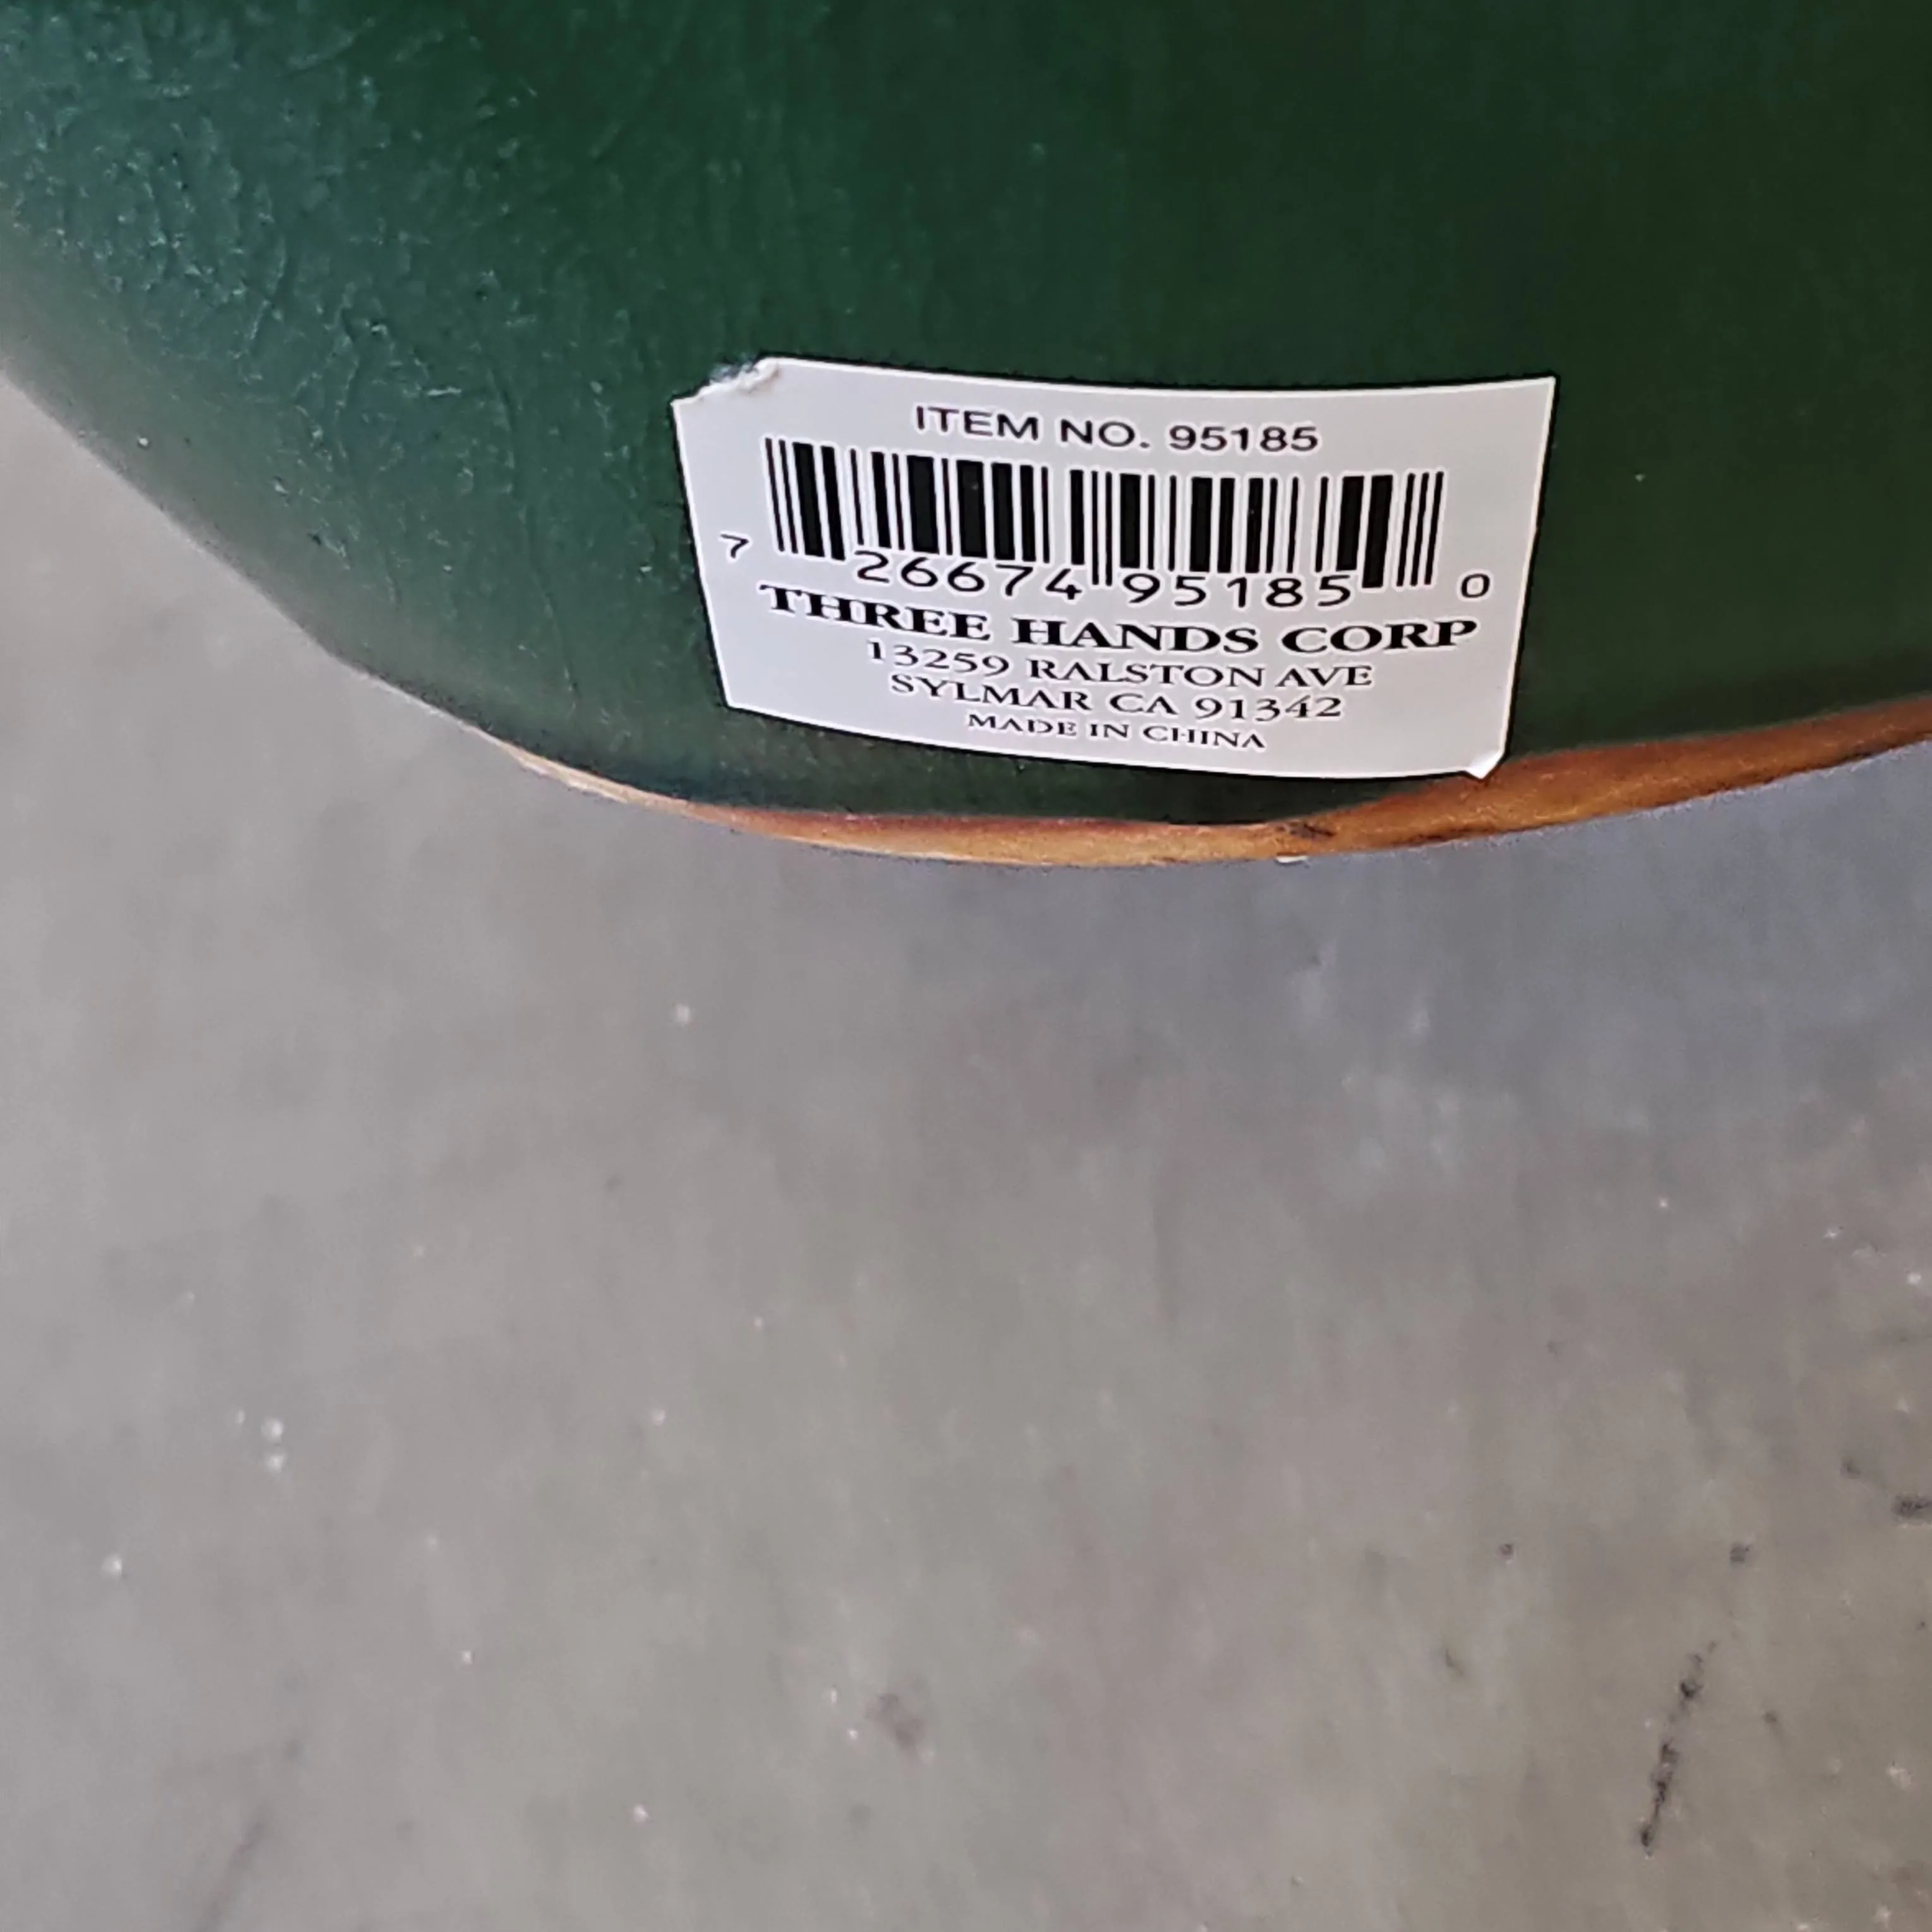 ITEM NO. 95185
7 26674 95185 0
THREE HANDS CORP
13259 RALSTON AVE
SYLMAR CA 91342
MADE IN CHINA